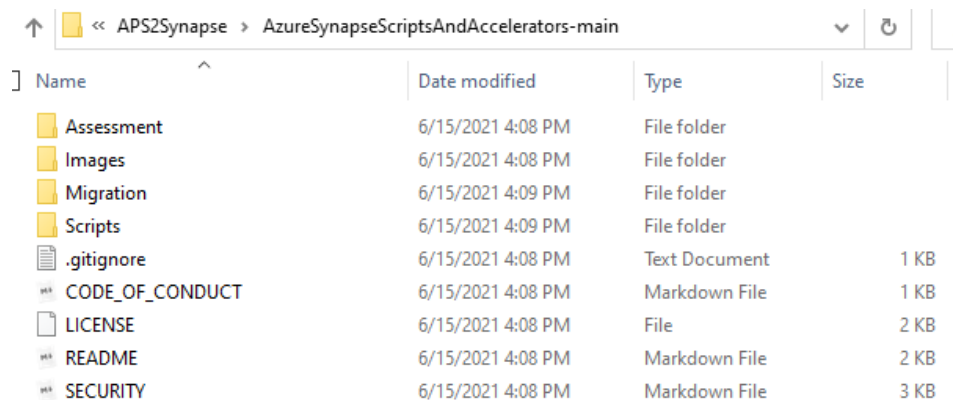 « APS2Synapse > AzureSynapseScriptsAndAccelerators-main
Name Date modified Type Size
Assessment 6/15/2021 4:08 PM File folder
Images 6/15/2021 4:08 PM File folder
Migration 6/15/2021 4:09 PM File folder
Scripts 6/15/2021 4:09 PM File folder
.gitignore 6/15/2021 4:08 PM Text Document 1 KB
CODE_OF_CONDUCT 6/15/2021 4:08 PM Markdown File 1 KB
LICENSE 6/15/2021 4:08 PM File 2 KB
README 6/15/2021 4:08 PM Markdown File 2 KB
SECURITY 6/15/2021 4:08 PM Markdown File 3 KB